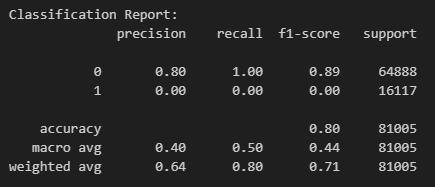 Classification Report:
precision recall f1-score support
0 0.80 1.00 0.89 64888
1 0.00 0.00 0.00 16117
accuracy 0.80 81005
macro avg 0.40 0.50 0.44 81005
weighted avg 0.64 0.80 0.71 81005